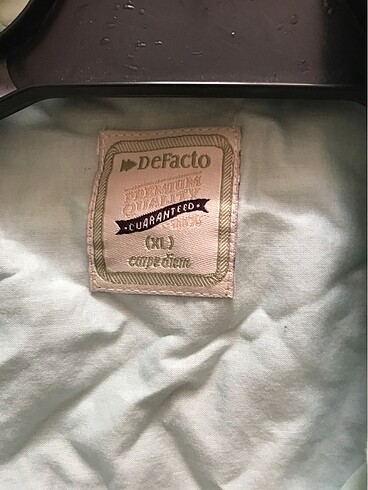 DeFacto
PREMIUM
QUALITY
· GUARANTEED ·
(XL)
carpe diem